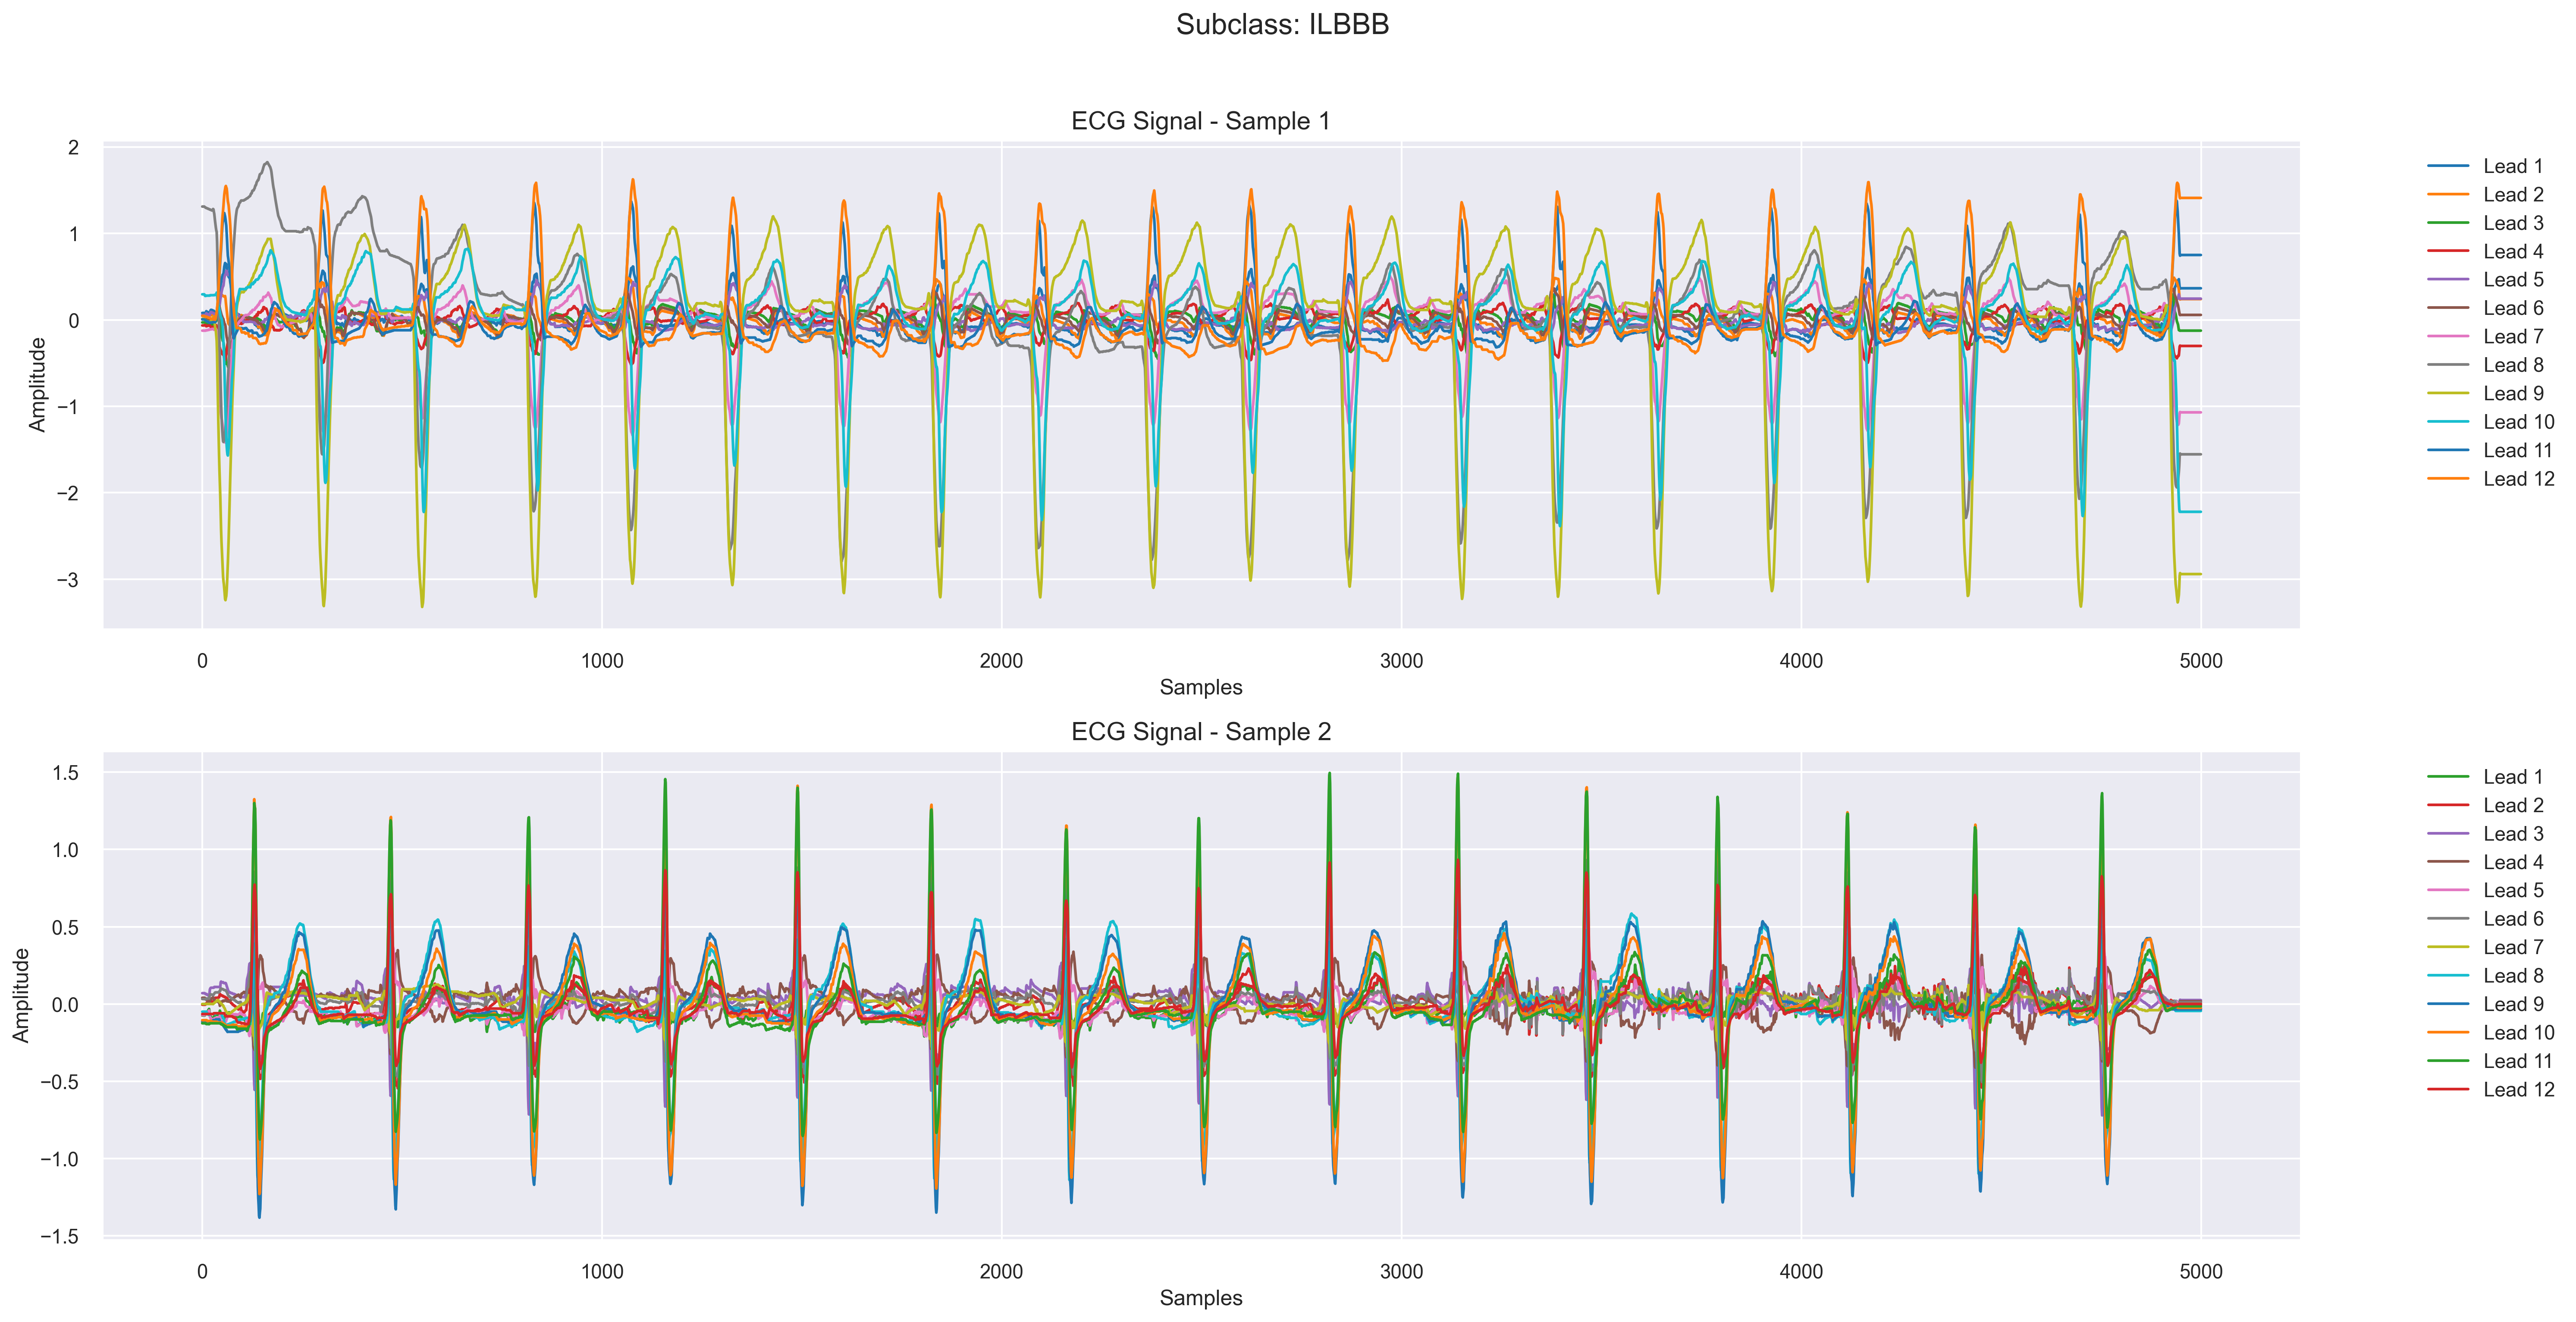 Subclass: ILBBB
ECG Signal - Sample 1
2
1
0
−1
−2
−3
Amplitude
0 1000 2000 3000 4000 5000
Samples
Lead 1
Lead 2
Lead 3
Lead 4
Lead 5
Lead 6
Lead 7
Lead 8
Lead 9
Lead 10
Lead 11
Lead 12
ECG Signal - Sample 2
1.5
1.0
0.5
0.0
−0.5
−1.0
−1.5
Amplitude
0 1000 2000 3000 4000 5000
Samples
Lead 1
Lead 2
Lead 3
Lead 4
Lead 5
Lead 6
Lead 7
Lead 8
Lead 9
Lead 10
Lead 11
Lead 12